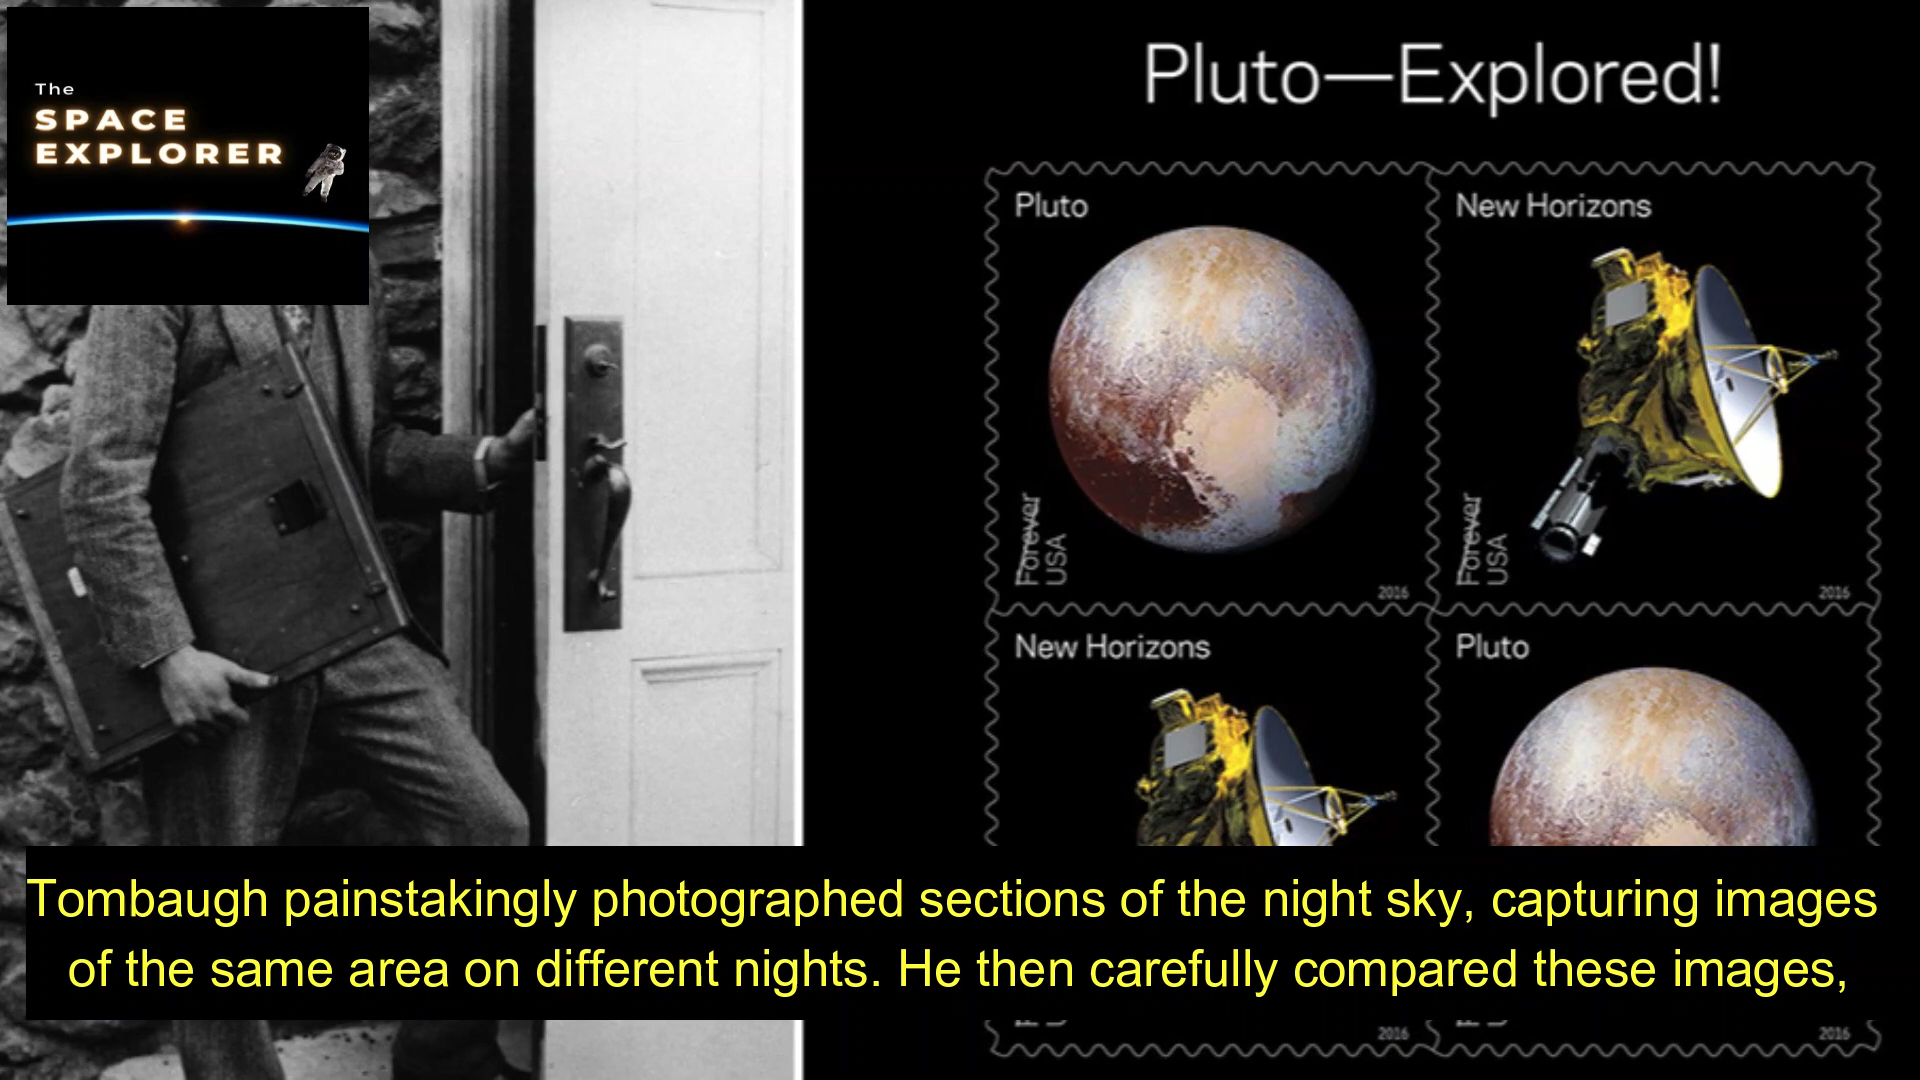 The
SPACE
EXPLORER
Pluto—Explored!
Pluto
New Horizons
Forever
USA
2016
Forever
USA
2016
New Horizons
Pluto
Tombaugh painstakingly photographed sections of the night sky, capturing images
of the same area on different nights. He then carefully compared these images,
2016
2016